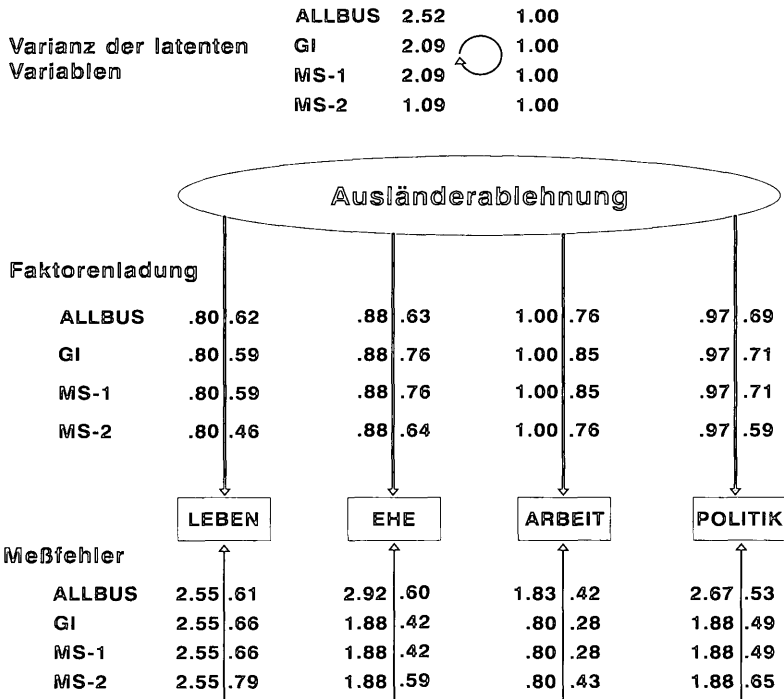 ALLBUS 2.52 1.00
Varianz der latenten GI 2.09 1.00
Variablen MS-1 2.09 1.00
MS-2 1.09 1.00
Ausländerablehnung
Faktorenladung
ALLBUS .80 .62 .88 .63 1.00 .76 .97 .69
GI .80 .59 .88 .76 1.00 .85 .97 .71
MS-1 .80 .59 .88 .76 1.00 .85 .97 .71
MS-2 .80 .46 .88 .64 1.00 .76 .97 .59
LEBEN EHE ARBEIT POLITIK
Meßfehler
ALLBUS 2.55 .61 2.92 .60 1.83 .42 2.67 .53
GI 2.55 .66 1.88 .42 .80 .28 1.88 .49
MS-1 2.55 .66 1.88 .42 .80 .28 1.88 .49
MS-2 2.55 .79 1.88 .59 .80 .43 1.88 .65